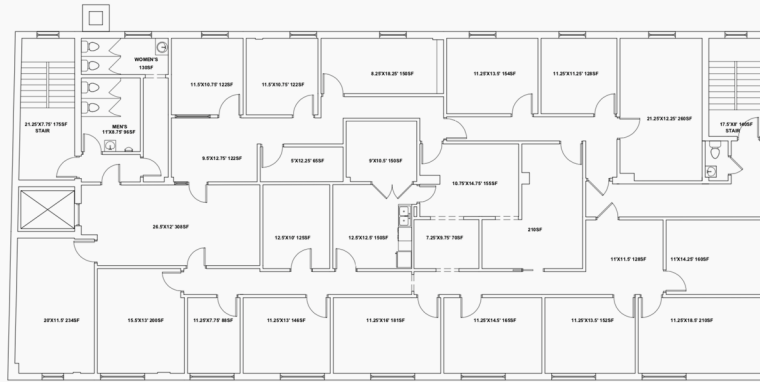 WOMEN'S
130SF
11.5'X10.75' 122SF
11.5'X10.75' 122SF
8.25'X18.25' 150SF
11.25'X13.5' 154SF
11.25'X11.25' 128SF
21.25'X12.25' 260SF
21.25'X7.75' 175SF
STAIR
MEN'S
11'X8.75' 96SF
17.5'X8' 140SF
STAIR
9.5'X12.75' 122SF
5'X12.25' 65SF
9'X10.5' 150SF
10.75'X14.75' 155SF
26.5'X12' 300SF
12.5'X10' 125SF
12.5'X12.5' 150SF
7.25'X9.75' 70SF
210SF
11'X11.5' 128SF
11'X14.25' 160SF
20'X11.5' 234SF
15.5'X13' 200SF
11.25'X7.75' 88SF
11.25'X13' 146SF
11.25'X16' 181SF
11.25'X14.5' 165SF
11.25'X13.5' 152SF
11.25'X18.5' 210SF